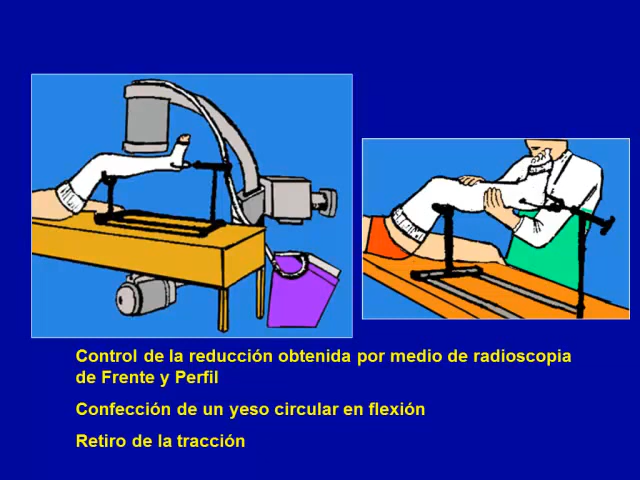 Control de la reducción obtenida por medio de radioscopia
de Frente y Perfil
Confección de un yeso circular en flexión
Retiro de la tracción